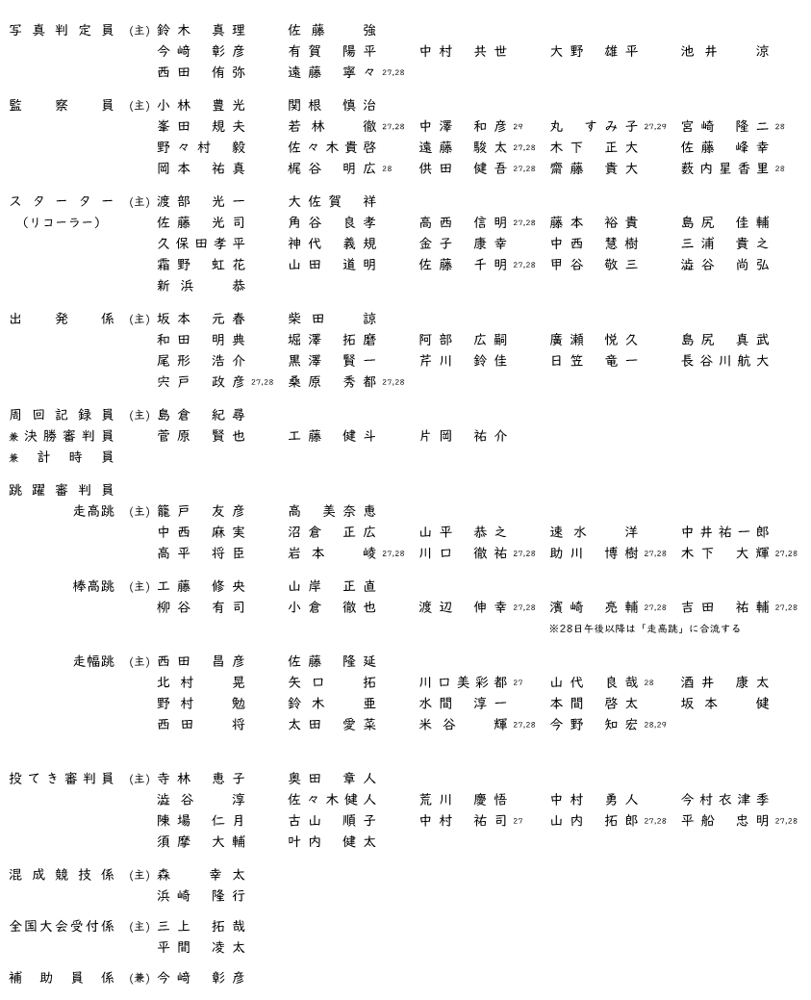 写真判定員 (主) 鈴木 真理 佐藤 強
今﨑 彰彦 有賀 陽平 中村 共世 大野 雄平 池井 涼
西田 侑弥 遠藤 寧々 27,28
監察員 (主) 小林 豊光 関根 慎治
峯田 規夫 若林 徹 27,28 中澤 和彦 29 丸 すみ子 27,29 宮崎 隆二 28
野々村 毅 佐々木貴啓 遠藤 駿太 27,28 木下 正大 佐藤 峰幸
岡本 祐真 梶谷 明広 28 供田 健吾 27,28 齋藤 貴大 薮内星香里 28
スターター (主) 渡部 光一 大佐賀 祥
(リコーラー) 佐藤 光司 角谷 良孝 高西 信明 27,28 藤本 裕貴 島尻 佳輔
久保田孝平 神代 義規 金子 康幸 中西 慧樹 三浦 貴之
霜野 虹花 山田 道明 佐藤 千明 27,28 甲谷 敬三 澁谷 尚弘
新浜 恭
出発係 (主) 坂本 元春 柴田 諒
和田 明典 堀澤 拓磨 阿部 広嗣 廣瀬 悦久 島尻 真武
尾形 浩介 黒澤 賢一 芹川 鈴佳 日笠 竜一 長谷川航大
宍戸 政彦 27,28 桑原 秀都 27,28
周回記録員 (主) 島倉 紀尋
兼決勝審判員 菅原 賢也 工藤 健斗 片岡 祐介
兼計時員
跳躍審判員
走高跳 (主) 籠戸 友彦 高 美奈恵
中西 麻実 沼倉 正広 山平 恭之 速水 洋 中井祐一郎
高平 将臣 岩本 崚 27,28 川口 徹祐 27,28 助川 博樹 27,28 木下 大輝 27,28
棒高跳 (主) 工藤 修央 山岸 正直
柳谷 有司 小倉 徹也 渡辺 伸幸 27,28 濱崎 亮輔 27,28 吉田 祐輔 27,28
※28日午後以降は「走高跳」に合流する
走幅跳 (主) 西田 昌彦 佐藤 隆延
北村 晃 矢口 拓 川口美彩都 27 山代 良哉 28 酒井 康太
野村 勉 鈴木 亜 水間 淳一 本間 啓太 坂本 健
西田 将 太田 愛菜 米谷 輝 27,28 今野 知宏 28,29
投てき審判員 (主) 寺林 恵子 奥田 章人
澁谷 淳 佐々木健人 荒川 慶悟 中村 勇人 今村衣津季
陳場 仁月 古山 順子 中村 祐司 27 山内 拓郎 27,28 平船 忠明 27,28
須摩 大輔 叶内 健太
混成競技係 (主) 森 幸太
浜崎 隆行
全国大会受付係 (主) 三上 拓哉
平間 凌太
補助員係 (兼) 今﨑 彰彦